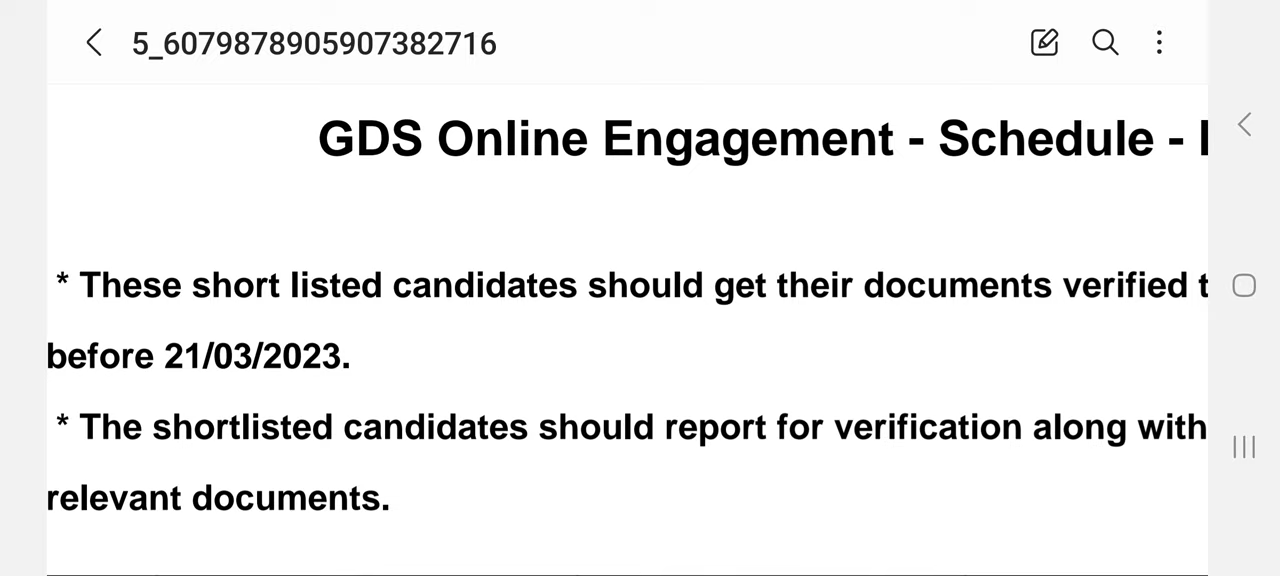 5_6079878905907382716
GDS Online Engagement - Schedule -
* These short listed candidates should get their documents verified
before 21/03/2023.
* The shortlisted candidates should report for verification along with
relevant documents.